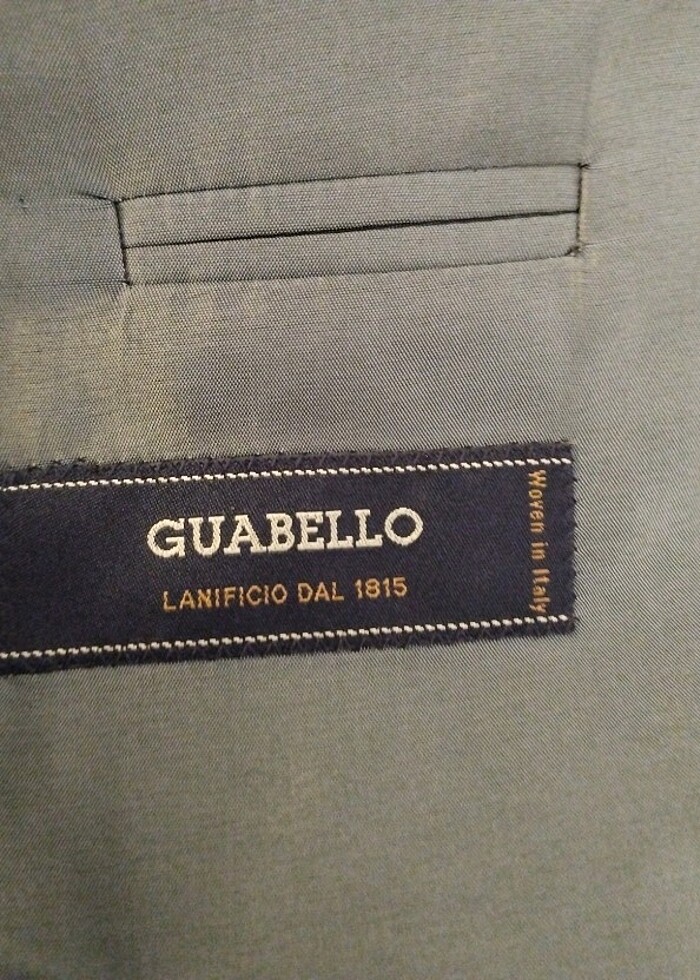 GUABELLO
LANIFICIO DAL 1815
Woven in Italy